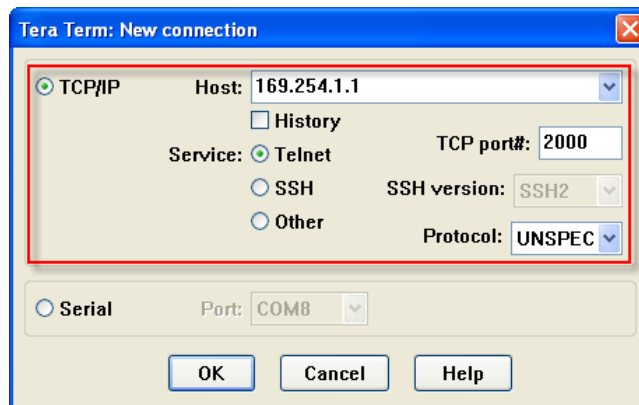 Tera Term: New connection
TCP/IP Host: 169.254.1.1
History
Service: Telnet TCP port#: 2000
SSH SSH version: SSH2
Other Protocol: UNSPEC
Serial Port: COM8
OK Cancel Help